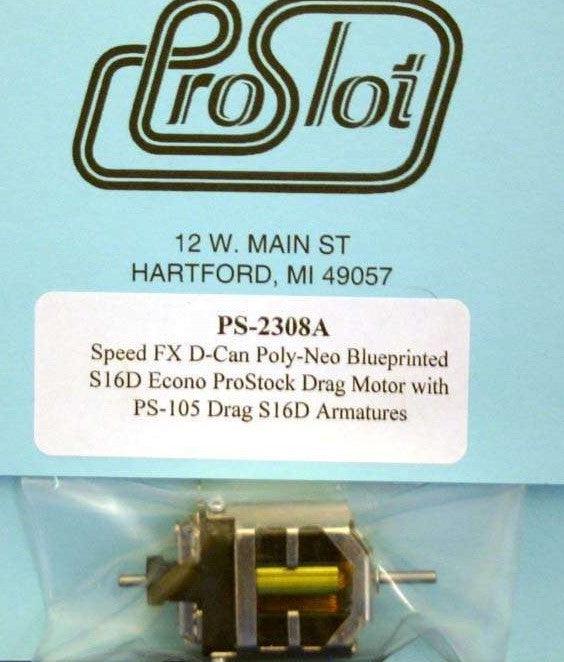 ProSlot
12 W. MAIN ST
HARTFORD, MI 49057
PS-2308A
Speed FX D-Can Poly-Neo Blueprinted
S16D Econo ProStock Drag Motor with
PS-105 Drag S16D Armatures